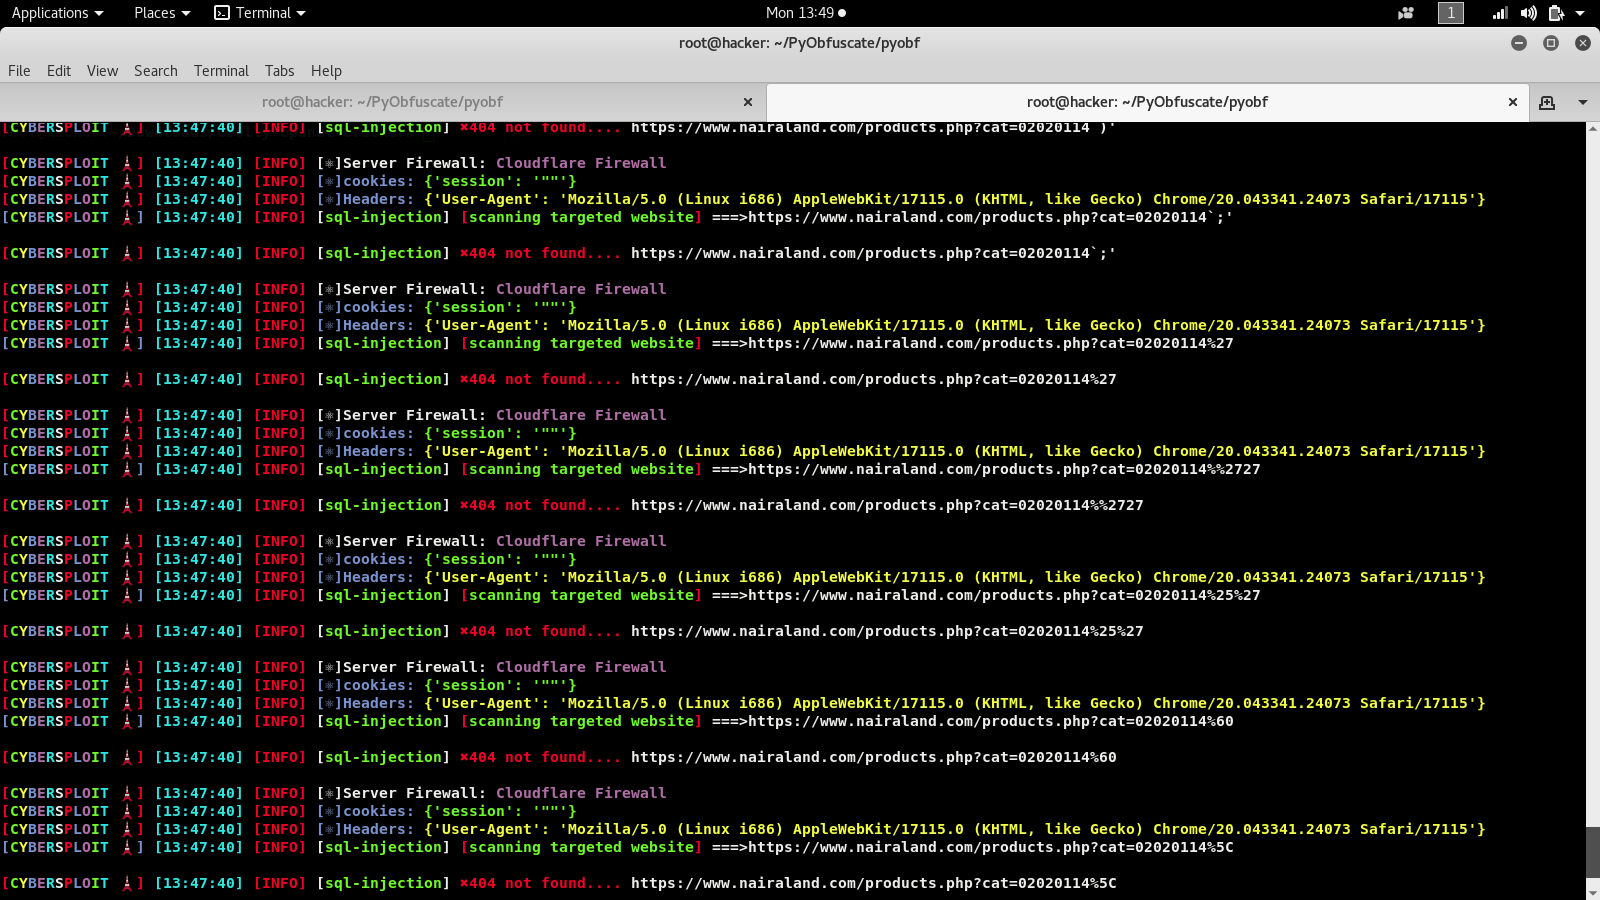 Applications Places Terminal Mon 13:49 1
root@hacker: ~/PyObfuscate/pyobf
File Edit View Search Terminal Tabs Help
root@hacker: ~/PyObfuscate/pyobf root@hacker: ~/PyObfuscate/pyobf
[CYBERSPLOIT ] [13:47:40] [INFO] [sql-injection] ✖404 not found.... https://www.nairaland.com/products.php?cat=02020114 )'
[CYBERSPLOIT ] [13:47:40] [INFO] [⚛]Server Firewall: Cloudflare Firewall
[CYBERSPLOIT ] [13:47:40] [INFO] [⚛]cookies: {'session': '""'}
[CYBERSPLOIT ] [13:47:40] [INFO] [⚛]Headers: {'User-Agent': 'Mozilla/5.0 (Linux i686) AppleWebKit/17115.0 (KHTML, like Gecko) Chrome/20.043341.24073 Safari/17115'}
[CYBERSPLOIT ] [13:47:40] [INFO] [sql-injection] [scanning targeted website] ===>https://www.nairaland.com/products.php?cat=02020114`;'
[CYBERSPLOIT ] [13:47:40] [INFO] [sql-injection] ✖404 not found.... https://www.nairaland.com/products.php?cat=02020114`;'
[CYBERSPLOIT ] [13:47:40] [INFO] [⚛]Server Firewall: Cloudflare Firewall
[CYBERSPLOIT ] [13:47:40] [INFO] [⚛]cookies: {'session': '""'}
[CYBERSPLOIT ] [13:47:40] [INFO] [⚛]Headers: {'User-Agent': 'Mozilla/5.0 (Linux i686) AppleWebKit/17115.0 (KHTML, like Gecko) Chrome/20.043341.24073 Safari/17115'}
[CYBERSPLOIT ] [13:47:40] [INFO] [sql-injection] [scanning targeted website] ===>https://www.nairaland.com/products.php?cat=02020114%27
[CYBERSPLOIT ] [13:47:40] [INFO] [sql-injection] ✖404 not found.... https://www.nairaland.com/products.php?cat=02020114%27
[CYBERSPLOIT ] [13:47:40] [INFO] [⚛]Server Firewall: Cloudflare Firewall
[CYBERSPLOIT ] [13:47:40] [INFO] [⚛]cookies: {'session': '""'}
[CYBERSPLOIT ] [13:47:40] [INFO] [⚛]Headers: {'User-Agent': 'Mozilla/5.0 (Linux i686) AppleWebKit/17115.0 (KHTML, like Gecko) Chrome/20.043341.24073 Safari/17115'}
[CYBERSPLOIT ] [13:47:40] [INFO] [sql-injection] [scanning targeted website] ===>https://www.nairaland.com/products.php?cat=02020114%%2727
[CYBERSPLOIT ] [13:47:40] [INFO] [sql-injection] ✖404 not found.... https://www.nairaland.com/products.php?cat=02020114%%2727
[CYBERSPLOIT ] [13:47:40] [INFO] [⚛]Server Firewall: Cloudflare Firewall
[CYBERSPLOIT ] [13:47:40] [INFO] [⚛]cookies: {'session': '""'}
[CYBERSPLOIT ] [13:47:40] [INFO] [⚛]Headers: {'User-Agent': 'Mozilla/5.0 (Linux i686) AppleWebKit/17115.0 (KHTML, like Gecko) Chrome/20.043341.24073 Safari/17115'}
[CYBERSPLOIT ] [13:47:40] [INFO] [sql-injection] [scanning targeted website] ===>https://www.nairaland.com/products.php?cat=02020114%25%27
[CYBERSPLOIT ] [13:47:40] [INFO] [sql-injection] ✖404 not found.... https://www.nairaland.com/products.php?cat=02020114%25%27
[CYBERSPLOIT ] [13:47:40] [INFO] [⚛]Server Firewall: Cloudflare Firewall
[CYBERSPLOIT ] [13:47:40] [INFO] [⚛]cookies: {'session': '""'}
[CYBERSPLOIT ] [13:47:40] [INFO] [⚛]Headers: {'User-Agent': 'Mozilla/5.0 (Linux i686) AppleWebKit/17115.0 (KHTML, like Gecko) Chrome/20.043341.24073 Safari/17115'}
[CYBERSPLOIT ] [13:47:40] [INFO] [sql-injection] [scanning targeted website] ===>https://www.nairaland.com/products.php?cat=02020114%60
[CYBERSPLOIT ] [13:47:40] [INFO] [sql-injection] ✖404 not found.... https://www.nairaland.com/products.php?cat=02020114%60
[CYBERSPLOIT ] [13:47:40] [INFO] [⚛]Server Firewall: Cloudflare Firewall
[CYBERSPLOIT ] [13:47:40] [INFO] [⚛]cookies: {'session': '""'}
[CYBERSPLOIT ] [13:47:40] [INFO] [⚛]Headers: {'User-Agent': 'Mozilla/5.0 (Linux i686) AppleWebKit/17115.0 (KHTML, like Gecko) Chrome/20.043341.24073 Safari/17115'}
[CYBERSPLOIT ] [13:47:40] [INFO] [sql-injection] [scanning targeted website] ===>https://www.nairaland.com/products.php?cat=02020114%5C
[CYBERSPLOIT ] [13:47:40] [INFO] [sql-injection] ✖404 not found.... https://www.nairaland.com/products.php?cat=02020114%5C